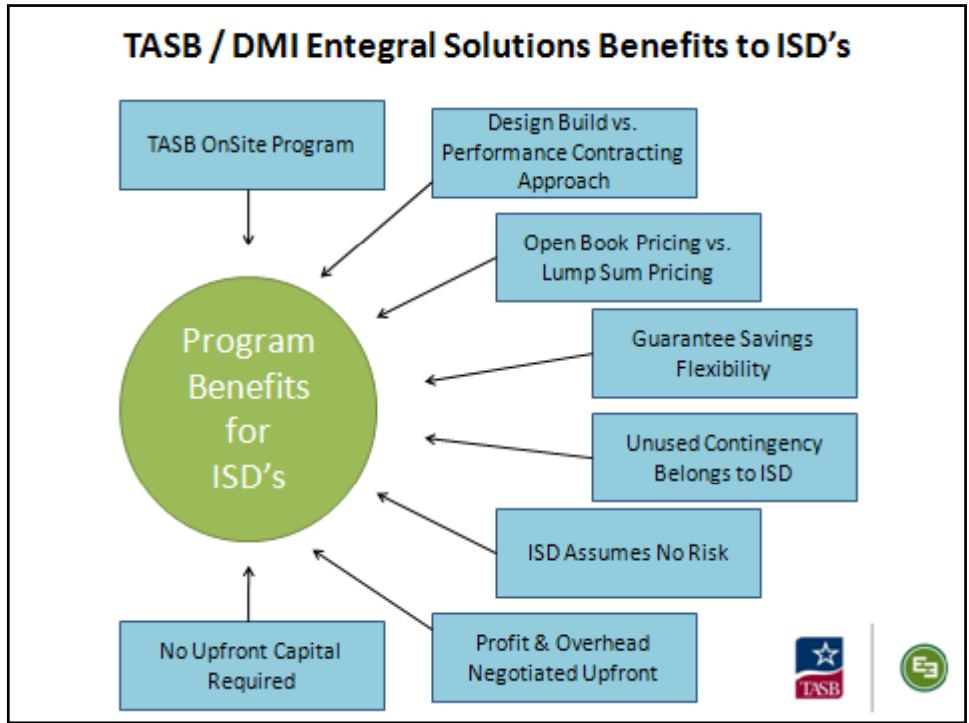 TASB / DMI Entegral Solutions Benefits to ISD's
TASB OnSite Program
Design Build vs.
Performance Contracting
Approach
Open Book Pricing vs.
Lump Sum Pricing
Guarantee Savings
Flexibility
Unused Contingency
Belongs to ISD
ISD Assumes No Risk
Profit & Overhead
Negotiated Upfront
No Upfront Capital
Required
Program
Benefits
for
ISD's
TASB